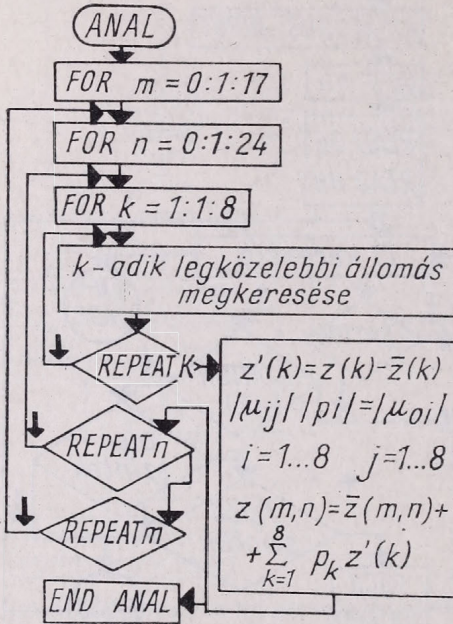 ANAL
FOR m = 0:1:17
FOR n = 0:1:24
FOR k = 1:1:8
k-adik legközelebbi állomás
megkeresése
REPEAT K
z'(k)=z(k)-z̄(k)
|μij| |pi|=|μoi|
i=1...8 j=1...8
z(m,n)=z̄(m,n)+
+∑ₖ₌₁⁸ pₖ z'(k)
REPEAT n
REPEAT m
END ANAL